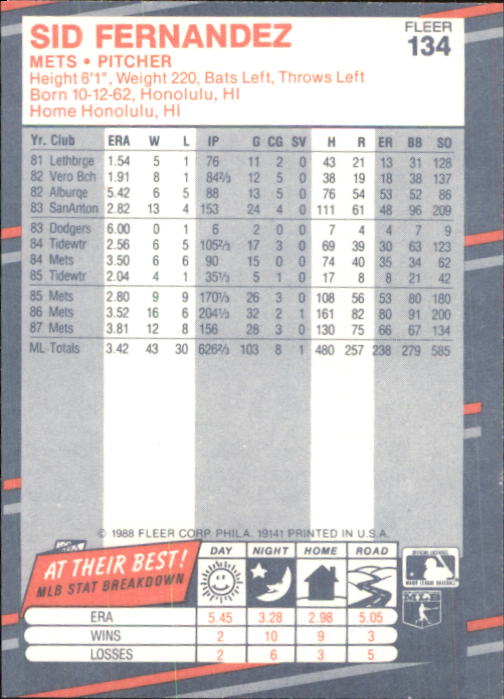 SID FERNANDEZ
FLEER
134
METS • PITCHER
Height 6'1", Weight 220, Bats Left, Throws Left
Born 10-12-62, Honolulu, HI
Home Honolulu, HI
Yr. Club ERA W L IP G CG SV H R ER BB SO
81 Lethbrge 1.54 5 1 76 11 2 0 43 21 13 31 128
82 Vero Bch 1.91 8 1 84⅔ 12 5 0 38 19 18 38 137
82 Alburqe 5.42 6 5 88 13 5 0 76 54 53 52 86
83 SanAnton 2.82 13 4 153 24 4 0 111 61 48 96 209
83 Dodgers 6.00 0 1 6 2 0 0 7 4 4 7 9
84 Tidewtr 2.56 6 5 105⅔ 17 3 0 69 39 30 63 123
84 Mets 3.50 6 6 90 15 0 0 74 40 35 34 62
85 Tidewtr 2.04 4 1 35⅓ 5 1 0 17 8 8 21 42
85 Mets 2.80 9 9 170⅓ 26 3 0 108 56 53 80 180
86 Mets 3.52 16 6 204⅓ 32 2 1 161 82 80 91 200
87 Mets 3.81 12 8 156 28 3 0 130 75 66 67 134
ML Totals 3.42 43 30 626⅔ 103 8 1 480 257 238 279 585
© 1988 FLEER CORP. PHILA. 19141 PRINTED IN U.S.A.
AT THEIR BEST!
MLB STAT BREAKDOWN
DAY NIGHT HOME ROAD
ERA 5.45 3.28 2.98 5.05
WINS 2 10 9 3
LOSSES 2 6 3 5
OFFICIAL LICENSEE
MAJOR LEAGUE BASEBALL